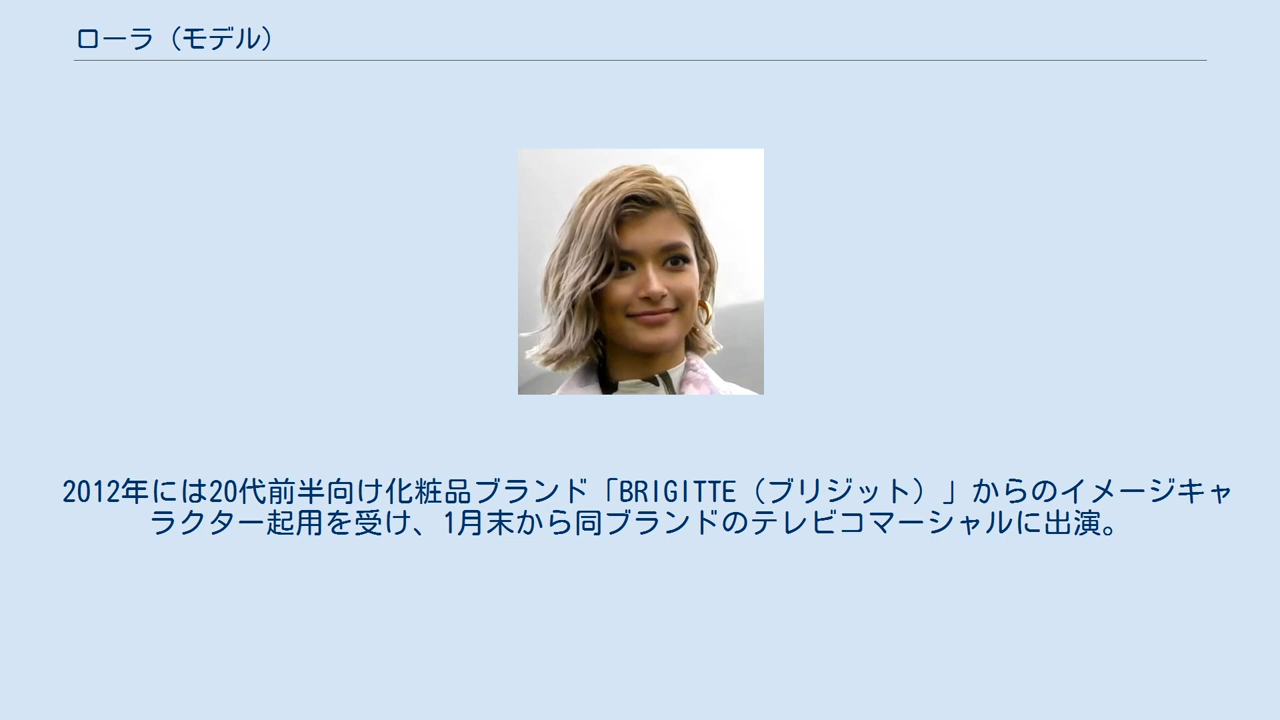 ローラ（モデル）
2012年には20代前半向け化粧品ブランド「BRIGITTE（ブリジット）」からのイメージキャ
ラクター起用を受け、1月末から同ブランドのテレビコマーシャルに出演。